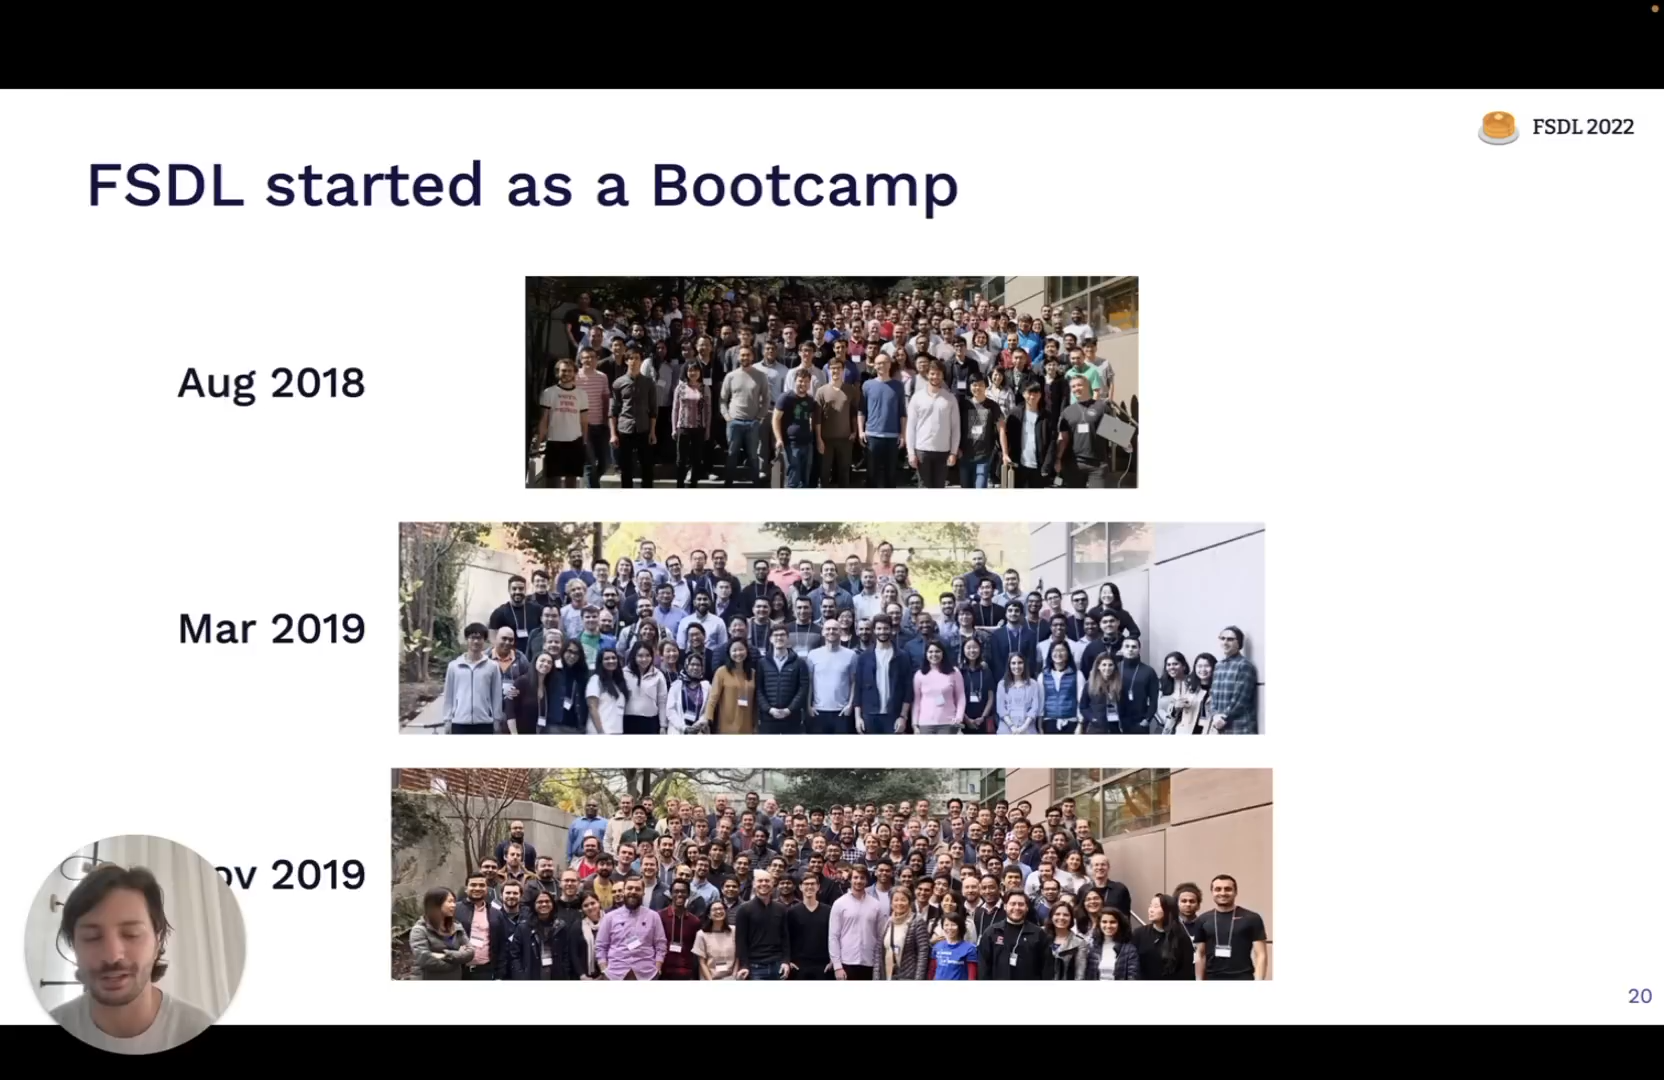 FSDL 2022
FSDL started as a Bootcamp
Aug 2018
Mar 2019
ov 2019
20